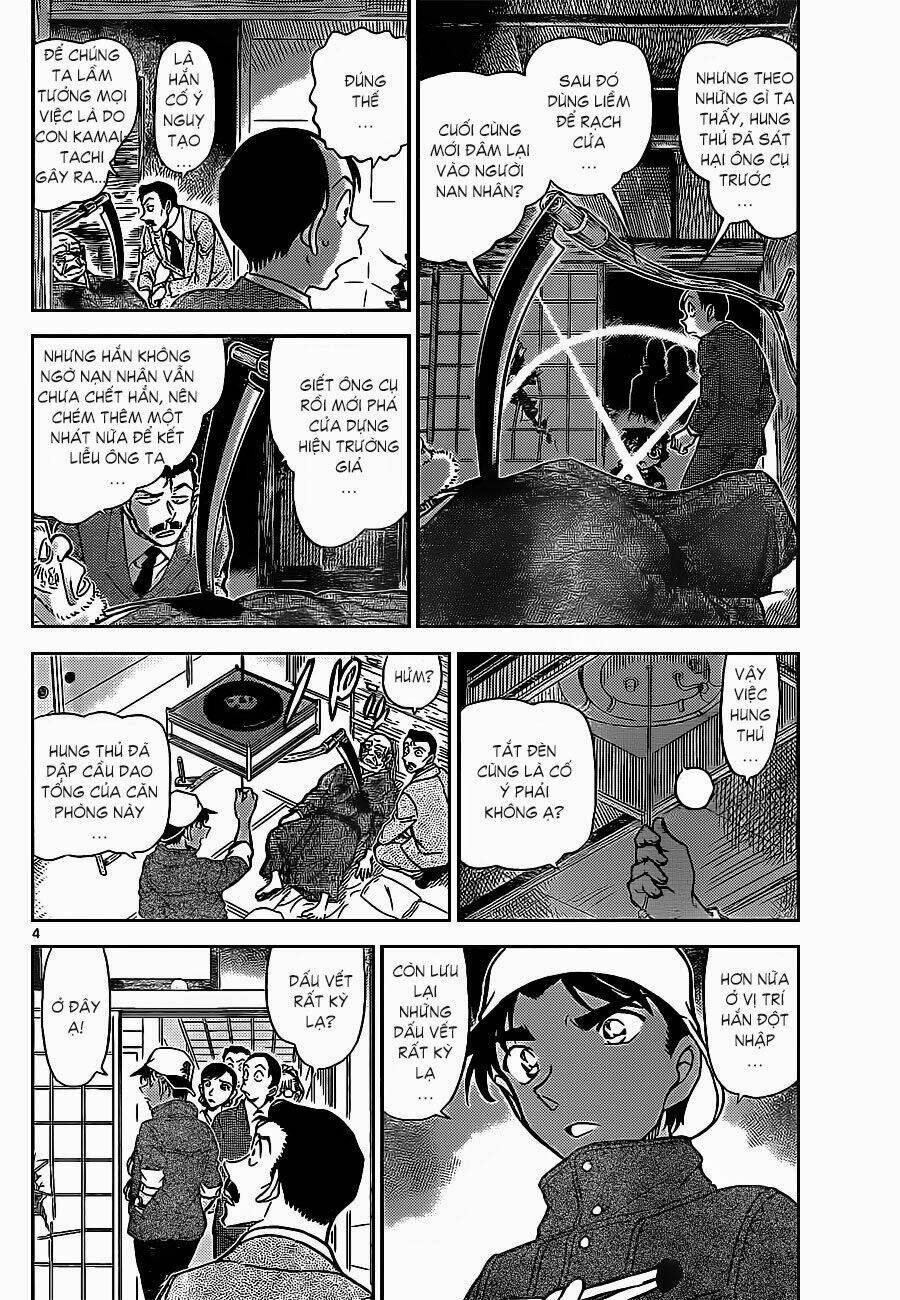 NHƯNG THEO
NHỮNG GÌ TA
THẤY, HUNG
THỦ ĐÃ SÁT
HẠI ÔNG CỤ
TRƯỚC
...
SAU ĐÓ
DÙNG LIỀM
ĐỂ RẠCH
CỬA
...
CUỐI CÙNG
MỚI ĐÂM LẠI
VÀO NGƯỜI
NAN NHÂN?
ĐÚNG
THẾ
...
LÀ
HẮN
CỐ Ý
NGUỴ
TẠO
...
ĐỂ CHÚNG
TA LẦM
TƯỞNG MỌI
VIỆC LÀ DO
CON KAMAI
TACHI
GÂY RA...
GIẾT ÔNG CỤ
RỒI MỚI PHÁ
CỬA DỰNG
HIỆN TRƯỜNG
GIẢ
...
NHƯNG HẮN KHÔNG
NGỜ NẠN NHÂN VẪN
CHƯA CHẾT HẲN, NÊN
CHÉM THÊM MỘT
NHÁT NỮA ĐỂ KẾT
LIỄU ÔNG TA
...
VẬY
VIỆC
HUNG
THỦ
...
TẮT ĐÈN
CŨNG LÀ CỐ
Ý PHẢI
KHÔNG Ạ?
HỬM?
HUNG THỦ ĐÃ
DẬP CẦU DAO
TỔNG CỦA CĂN
PHÒNG NÀY
...
4
HƠN NỮA
Ở VỊ TRÍ
HẮN ĐỘT
NHẬP
...
CÒN LƯU
LẠI
NHỮNG
DẤU VẾT
RẤT KỲ
LẠ
...
DẤU VẾT
RẤT KỲ
LẠ?
Ở ĐÂY
Ạ!